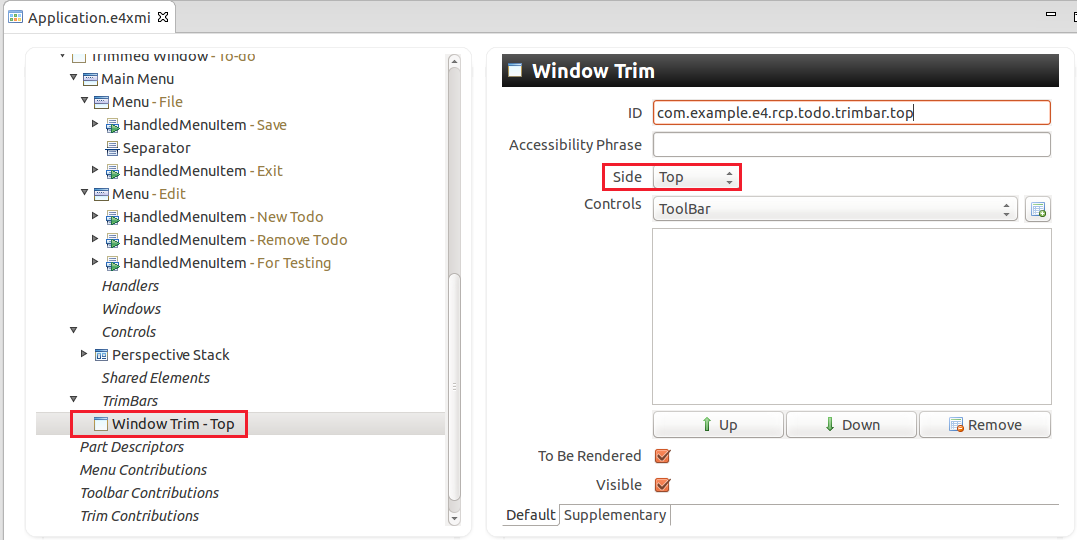 Application.e4xmi
Trimmed Window - To-do
Main Menu
Menu - File
HandledMenuItem - Save
Separator
HandledMenuItem - Exit
Menu - Edit
HandledMenuItem - New Todo
HandledMenuItem - Remove Todo
HandledMenuItem - For Testing
Handlers
Windows
Controls
Perspective Stack
Shared Elements
TrimBars
Window Trim - Top
Part Descriptors
Menu Contributions
Toolbar Contributions
Trim Contributions
Window Trim
ID com.example.e4.rcp.todo.trimbar.top
Accessibility Phrase
Side Top
Controls ToolBar
Up Down Remove
To Be Rendered
Visible
Default Supplementary